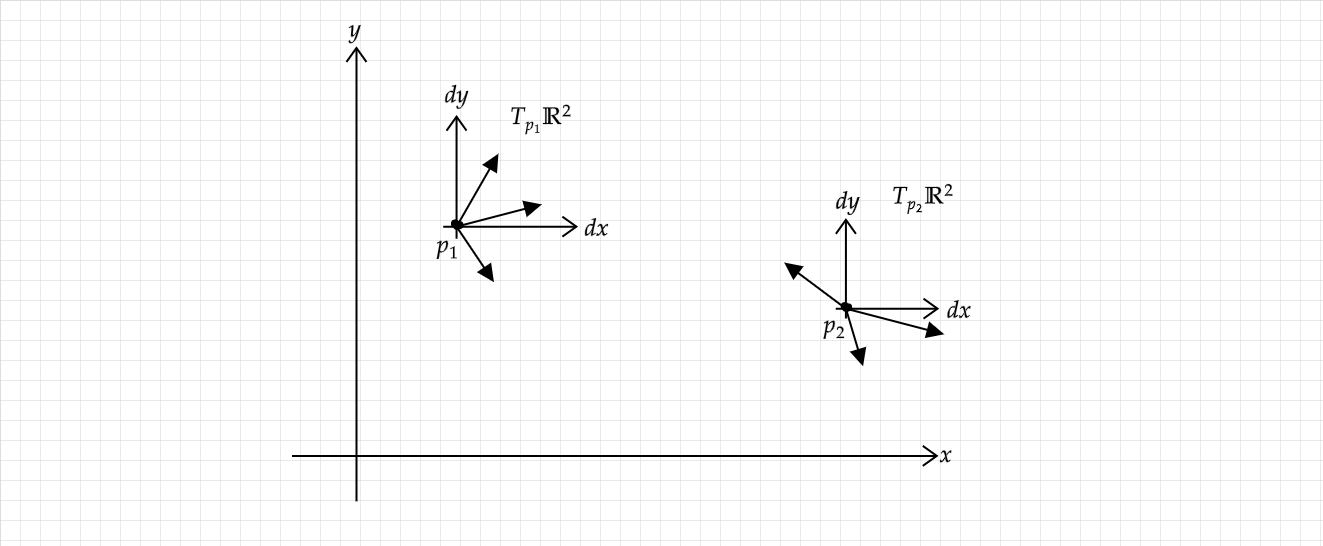 y
dy
T_{p_1}ℝ^2
dx
p_1
dy
T_{p_2}ℝ^2
dx
p_2
x